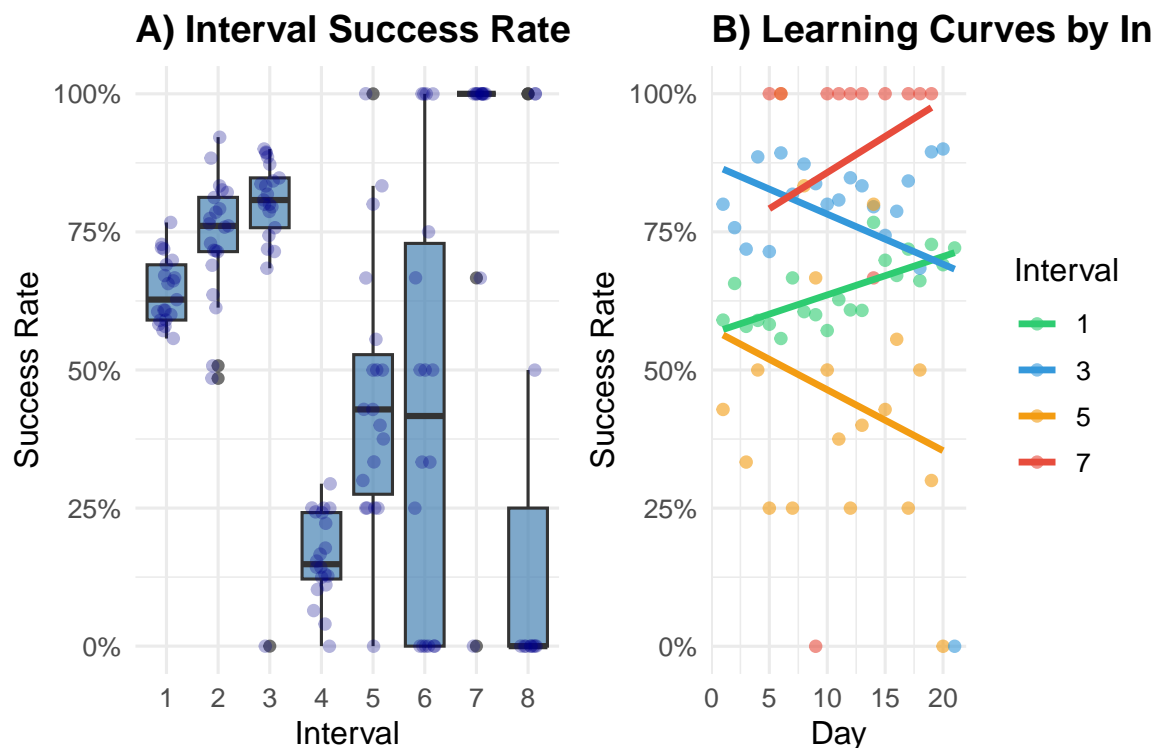 A) Interval Success Rate
B) Learning Curves by In
Success Rate
100%
75%
50%
25%
0%
1 2 3 4 5 6 7 8
Interval
Success Rate
100%
75%
50%
25%
0%
0 5 10 15 20
Day
Interval
1
3
5
7